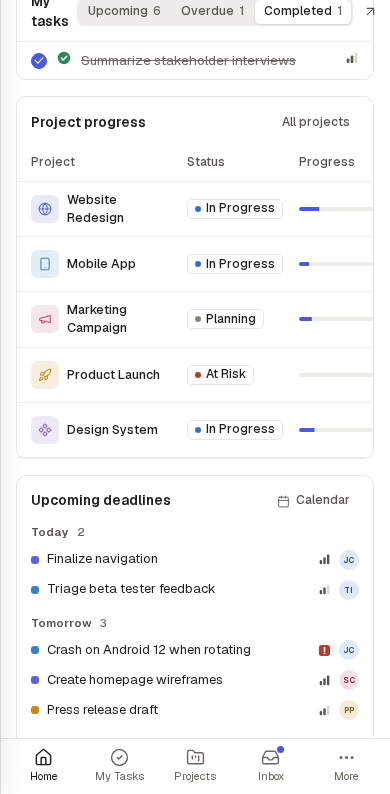 My tasks
Upcoming 6 Overdue 1 Completed 1
Summarize stakeholder interviews
Project progress All projects
Project Status Progress
Website Redesign In Progress
Mobile App In Progress
Marketing Campaign Planning
Product Launch At Risk
Design System In Progress
Upcoming deadlines Calendar
Today 2
Finalize navigation JC
Triage beta tester feedback TI
Tomorrow 3
Crash on Android 12 when rotating JC
Create homepage wireframes SC
Press release draft PP
Home My Tasks Projects Inbox More